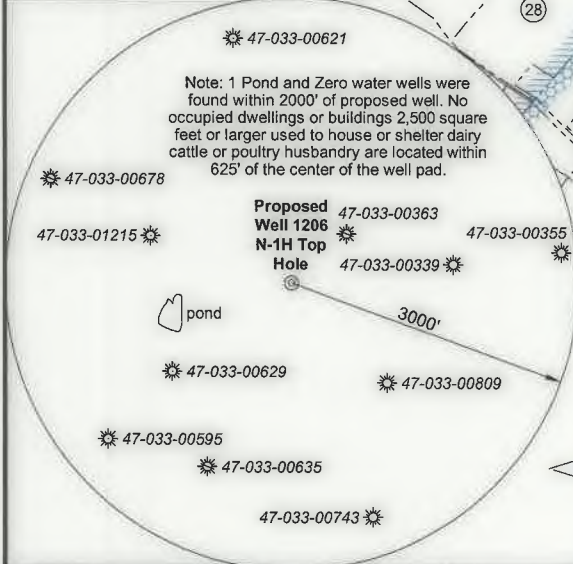 28
47-033-00621
Note: 1 Pond and Zero water wells were
found within 2000' of proposed well. No
occupied dwellings or buildings 2,500 square
feet or larger used to house or shelter dairy
cattle or poultry husbandry are located within
625' of the center of the well pad.
47-033-00678
47-033-01215
Proposed
Well 1206
N-1H Top
Hole
47-033-00363
47-033-00355
47-033-00339
pond
3000'
47-033-00629
47-033-00809
47-033-00595
47-033-00635
47-033-00743